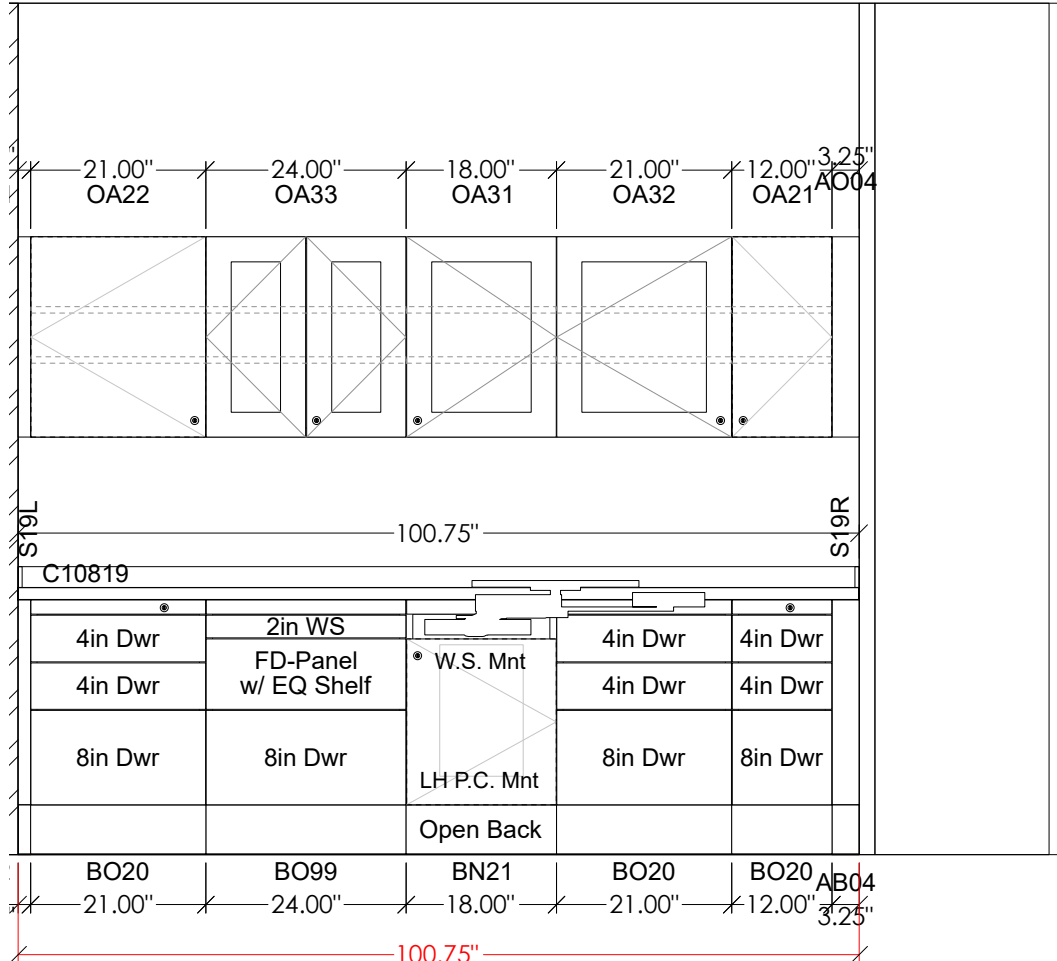 21.00" 24.00" 18.00" 21.00" 12.00" 3.25"
OA22 OA33 OA31 OA32 OA21 AO04
S19L 100.75" S19R
C10819
4in Dwr 2in WS 4in Dwr 4in Dwr
FD-Panel W.S. Mnt
4in Dwr w/ EQ Shelf 4in Dwr 4in Dwr
8in Dwr 8in Dwr 8in Dwr 8in Dwr
LH P.C. Mnt
Open Back
BO20 BO99 BN21 BO20 BO20 AB04
21.00" 24.00" 18.00" 21.00" 12.00" 3.25"
100.75"